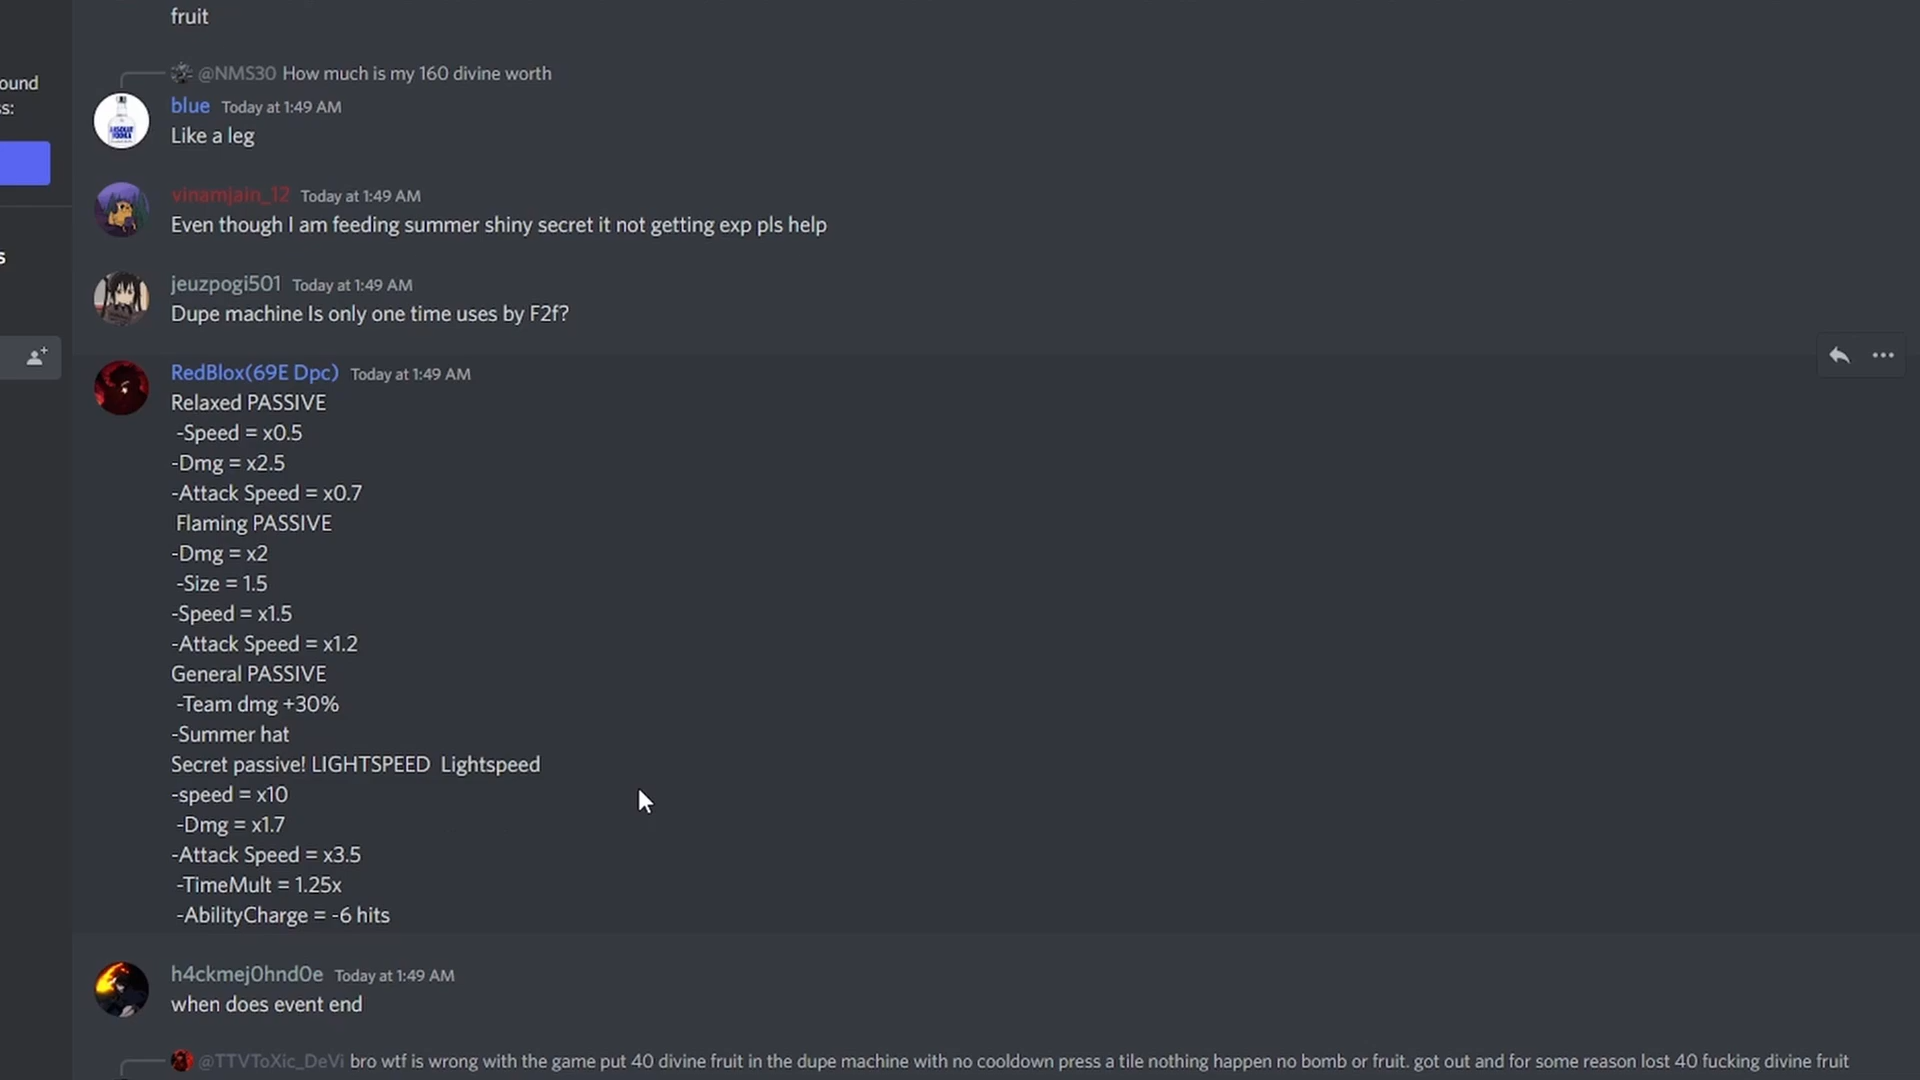 fruit
ound
s:
@NMS30 How much is my 160 divine worth
blue Today at 1:49 AM
Like a leg
ABSOLUT
VODKA
vinamjain_12 Today at 1:49 AM
Even though I am feeding summer shiny secret it not getting exp pls help
s
jeuzpogi501 Today at 1:49 AM
Dupe machine Is only one time uses by F2f?
RedBlox(69E Dpc) Today at 1:49 AM
Relaxed PASSIVE
-Speed = x0.5
-Dmg = x2.5
-Attack Speed = x0.7
Flaming PASSIVE
-Dmg = x2
-Size = 1.5
-Speed = x1.5
-Attack Speed = x1.2
General PASSIVE
-Team dmg +30%
-Summer hat
Secret passive! LIGHTSPEED  Lightspeed
-speed = x10
-Dmg = x1.7
-Attack Speed = x3.5
-TimeMult = 1.25x
-AbilityCharge = -6 hits
h4ckmej0hnd0e Today at 1:49 AM
when does event end
@TTVToXic_DeVi bro wtf is wrong with the game put 40 divine fruit in the dupe machine with no cooldown press a tile nothing happen no bomb or fruit. got out and for some reason lost 40 fucking divine fruit